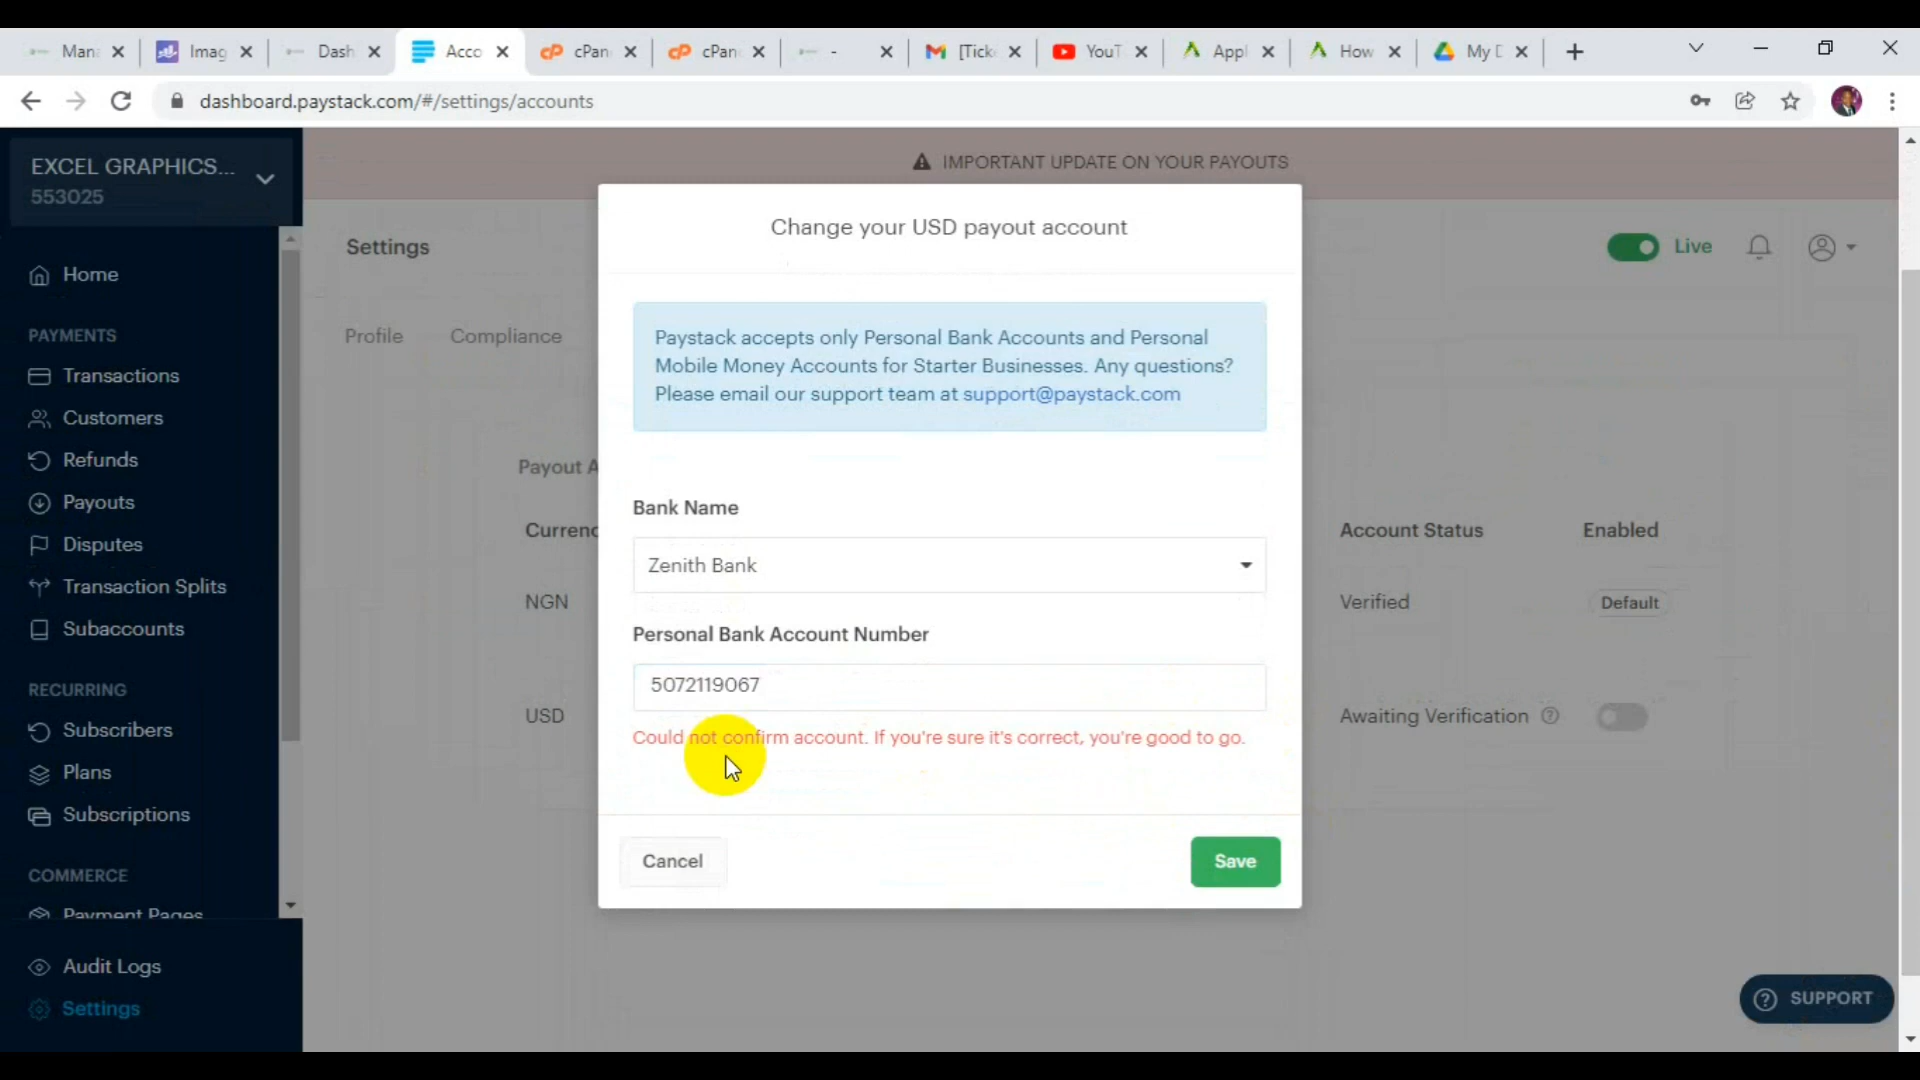 Mana
Imag
Dash
Acco
cPan
cPan
-
[Tick
YouT
Appl
How
My D
dashboard.paystack.com/#/settings/accounts
EXCEL GRAPHICS...
553025
IMPORTANT UPDATE ON YOUR PAYOUTS
Settings
Live
Home
PAYMENTS
Transactions
Customers
Refunds
Payouts
Disputes
Transaction Splits
Subaccounts
RECURRING
Subscribers
Plans
Subscriptions
COMMERCE
Payment Pages
Audit Logs
Settings
Profile
Compliance
Payout A
Currenc
Account Status
Enabled
NGN
Verified
Default
USD
Awaiting Verification
Change your USD payout account
Paystack accepts only Personal Bank Accounts and Personal
Mobile Money Accounts for Starter Businesses. Any questions?
Please email our support team at support@paystack.com
Bank Name
Zenith Bank
Personal Bank Account Number
5072119067
Could not confirm account. If you're sure it's correct, you're good to go.
Cancel
Save
SUPPORT